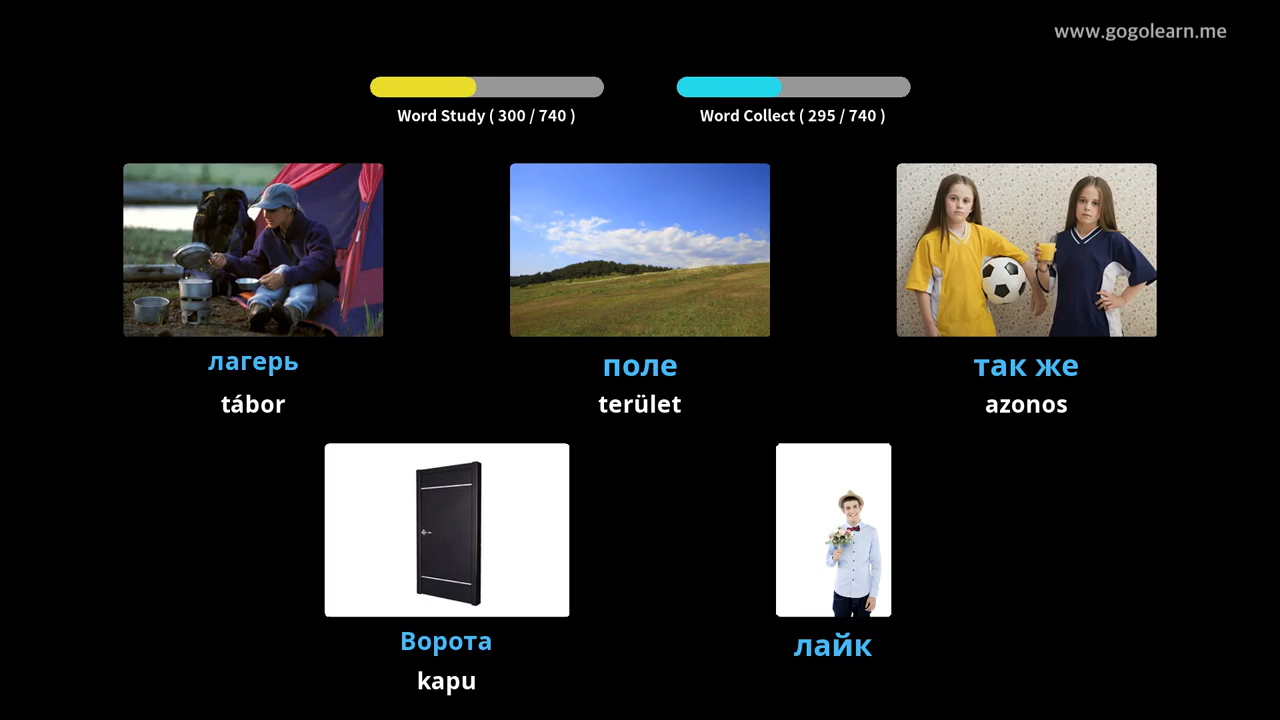 www.gogolearn.me
Word Study ( 300 / 740 )
Word Collect ( 295 / 740 )
лагерь
tábor
поле
terület
так же
azonos
Ворота
kapu
лайк